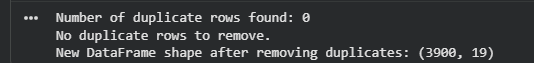 Number of duplicate rows found: 0
No duplicate rows to remove.
New DataFrame shape after removing duplicates: (3900, 19)